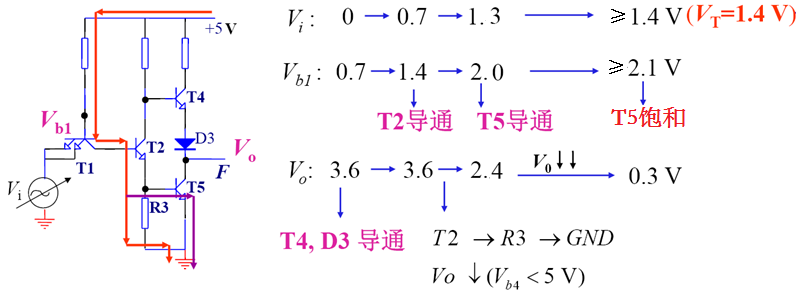 +5V
T4
V_b1
T2
D3
V_o
T1
F
V_i
T5
R3
V_i: 0 → 0.7 → 1.3 → ⩾1.4 V (V_T=1.4 V)
V_b1: 0.7 → 1.4 → 2.0 → ⩾2.1 V
T2导通 T5导通 T5饱和
V_o: 3.6 → 3.6 → 2.4 V_0↓↓ → 0.3 V
T4, D3 导通 T2 → R3 → GND
Vo ↓ (V_b4 < 5 V)